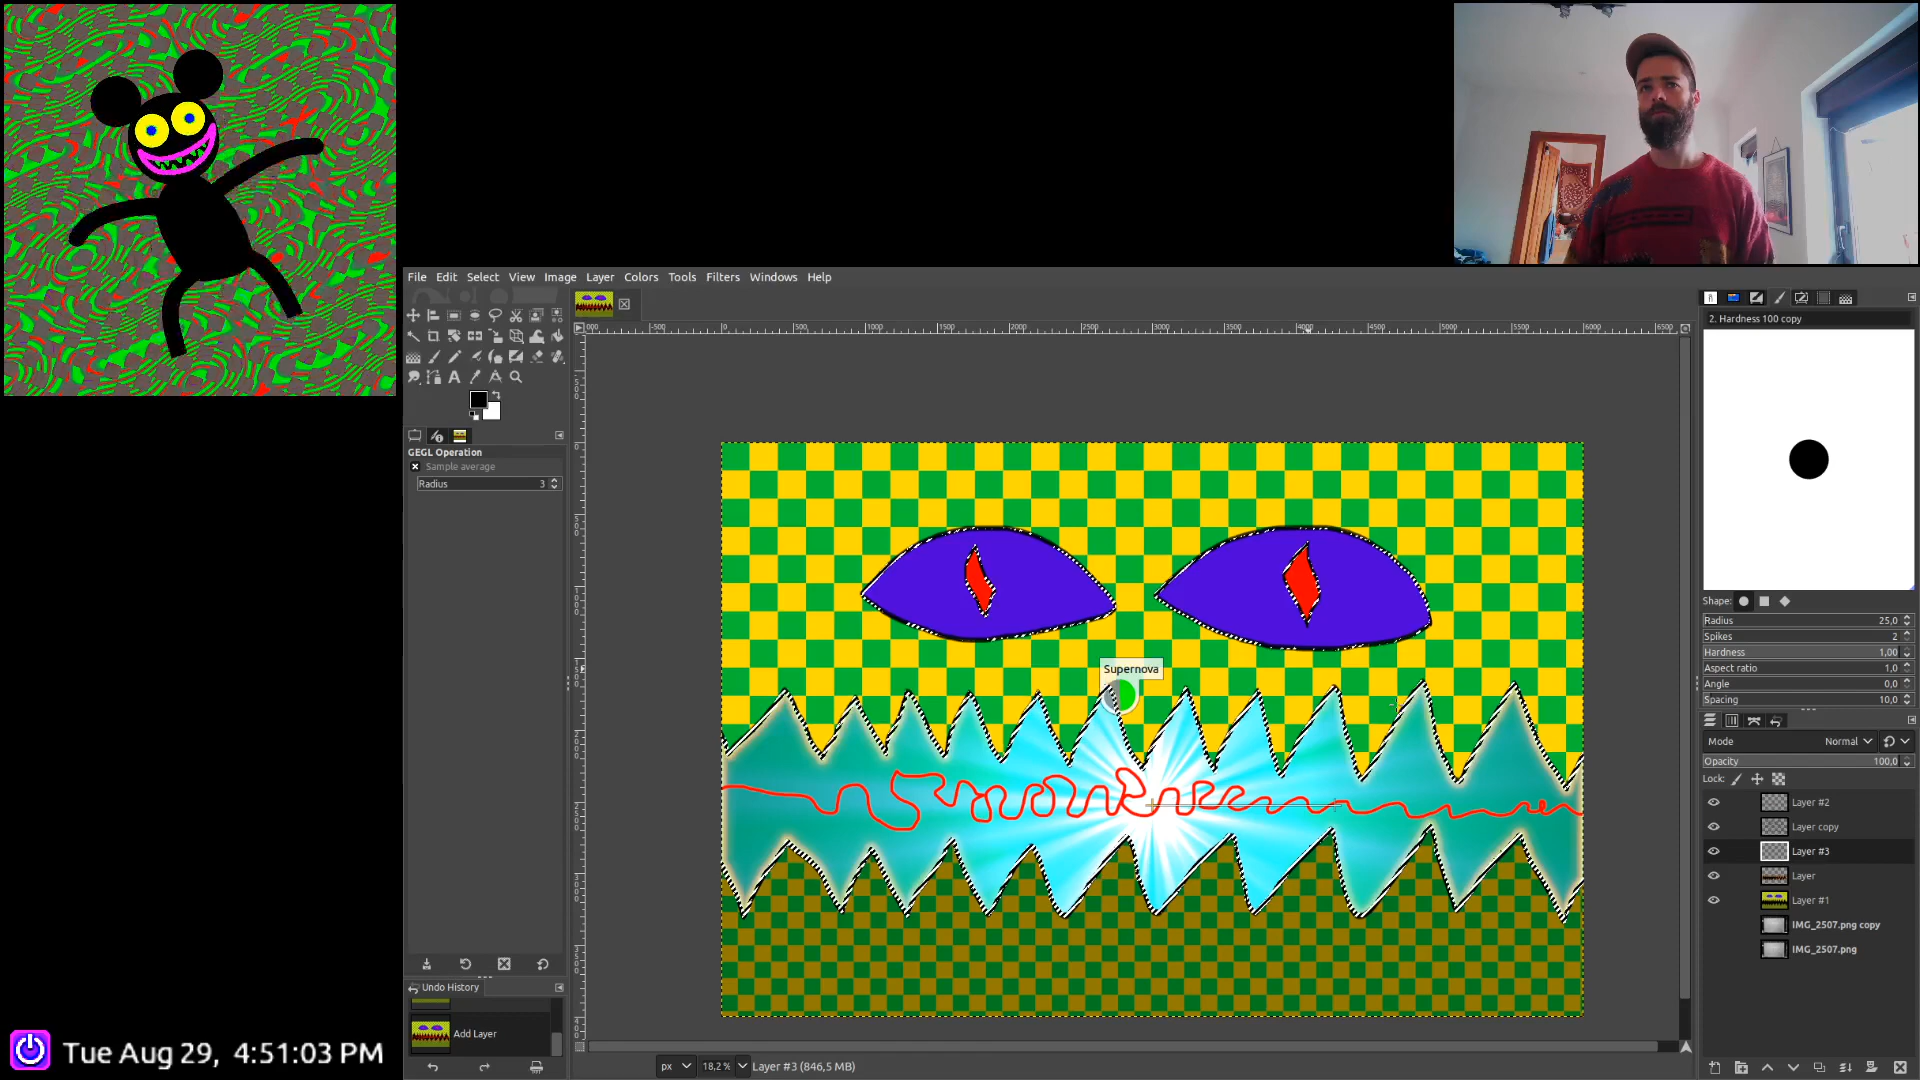 File Edit Select View Image Layer Colors Tools Filters Windows Help
2. Hardness 100 copy
GEGL Operation
Sample average
Radius 3
Supernova
Shape:
Radius 25,0
Spikes 2
Hardness 1,00
Aspect ratio 1,0
Angle 0,0
Spacing 10,0
Mode Normal
Opacity 100,0
Lock:
Layer #2
Layer copy
Layer #3
Layer
Layer #1
IMG_2507.png copy
IMG_2507.png
Undo History
Add Layer
px 18,2 % Layer #3 (846,5 MB)
Tue Aug 29, 4:51:03 PM